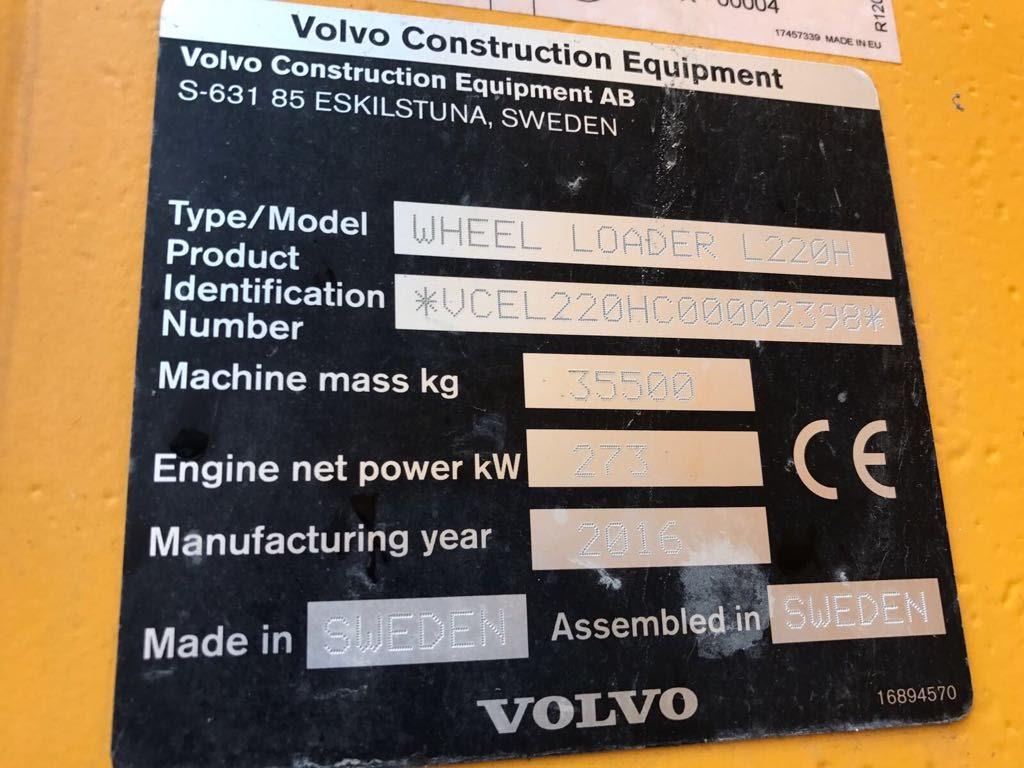 00004
17457339 MADE IN EU
R120
Volvo Construction Equipment
Volvo Construction Equipment AB
S-631 85 ESKILSTUNA, SWEDEN
Type/Model WHEEL LOADER L220H
Product
Identification
Number *VCEL220HC00002398*
Machine mass kg 35500
Engine net power kW 273
CE
Manufacturing year 2016
Made in SWEDEN Assembled in SWEDEN
VOLVO
16894570